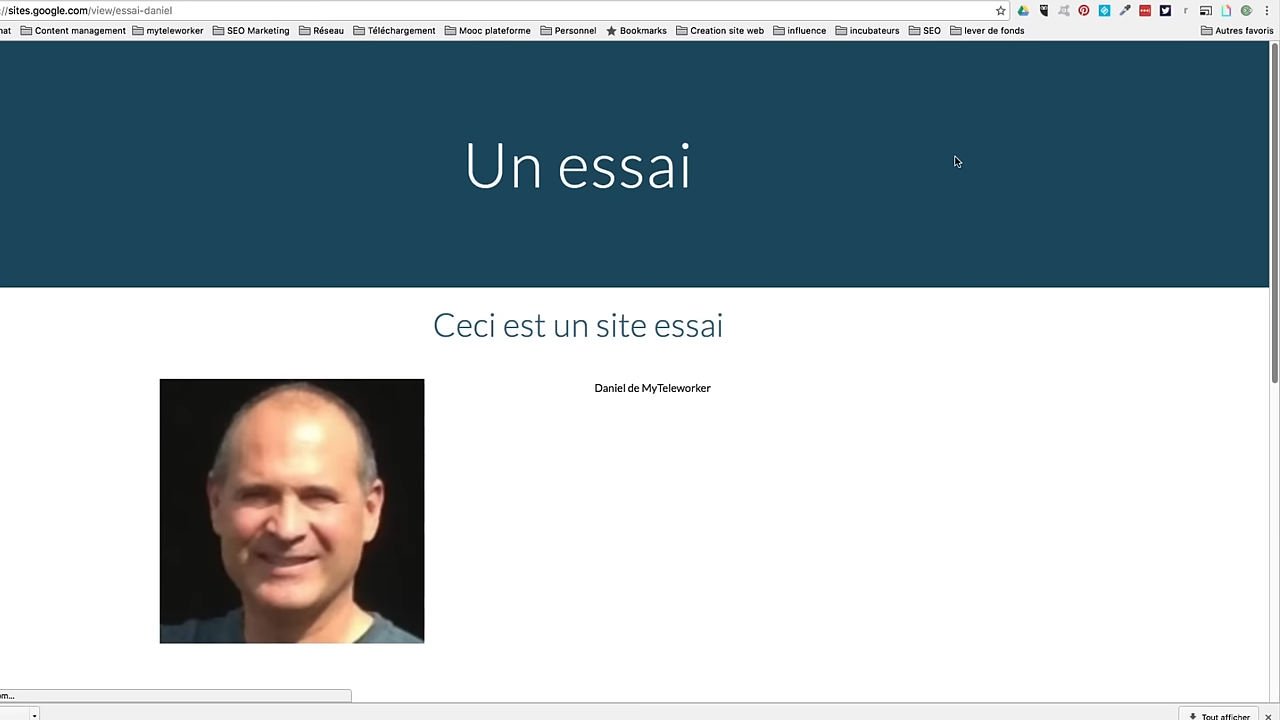 //sites.google.com/view/essai-daniel
nat Content management myteleworker SEO Marketing Réseau Téléchargement Mooc plateforme Personnel Bookmarks Creation site web influence incubateurs SEO lever de fonds Autres favoris
Un essai
Ceci est un site essai
Daniel de MyTeleworker
om...
Tout afficher